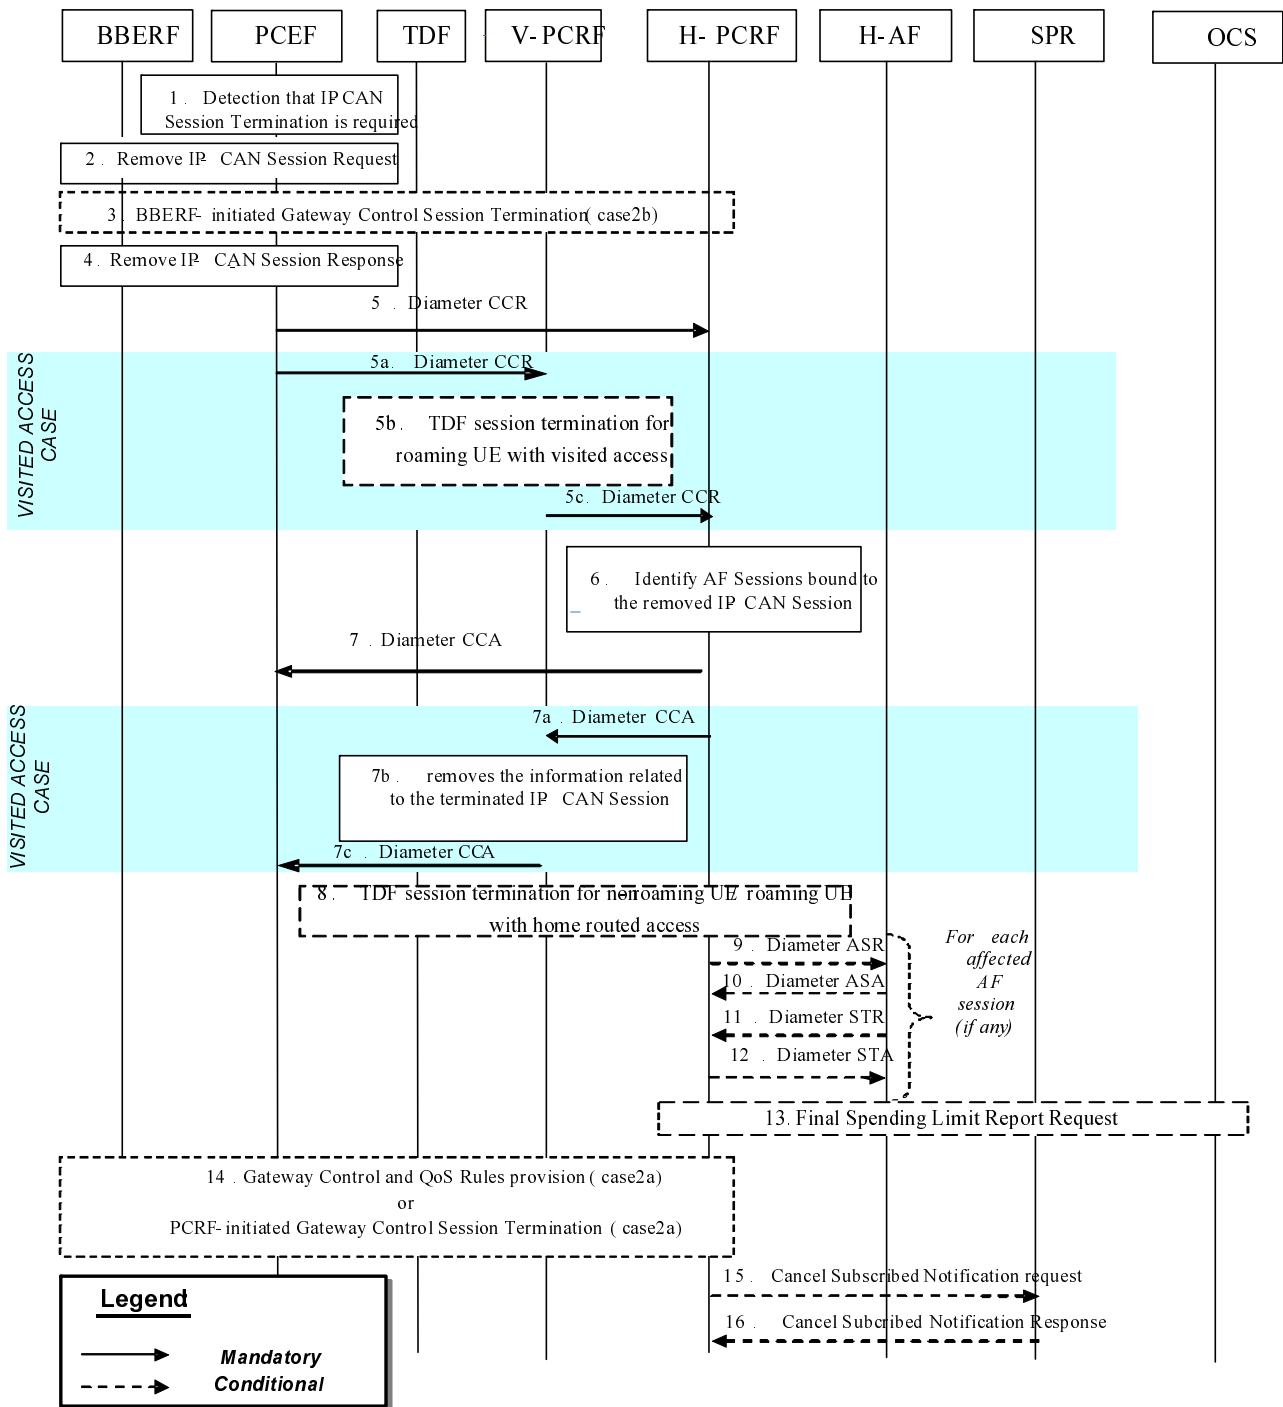 BBERF PCEF TDF V- PCRF H- PCRF H- AF SPR OCS
1 . Detection that IP CAN
Session Termination is required
2 . Remove IP- CAN Session Request
3. BBERF- initiated Gateway Control Session Termination( case2b)
4 . Remove IP- CAN Session Response
5 . Diameter CCR
VISITED ACCESS
CASE
5a. Diameter CCR
5b . TDF session termination for
roaming UE with visited access
5c. Diameter CCR
6 . Identify AF Sessions bound to
the removed IP CAN Session
7 . Diameter CCA
VISITED ACCESS
CASE
7a . Diameter CCA
7b . removes the information related
to the terminated IP- CAN Session
7c . Diameter CCA
8 . TDF session termination for nonroaming UE/ roaming UE
with home routed access
9 . Diameter ASR
10 . Diameter ASA
11 . Diameter STR
12 . Diameter STA
For each
affected
AF
session
(if any)
13. Final Spending Limit Report Request
14 . Gateway Control and QoS Rules provision ( case2a)
or
PCRF- initiated Gateway Control Session Termination ( case2a)
15 . Cancel Subscribed Notification request
16 . Cancel Subcribed Notification Response
Legend
Mandatory
Conditional